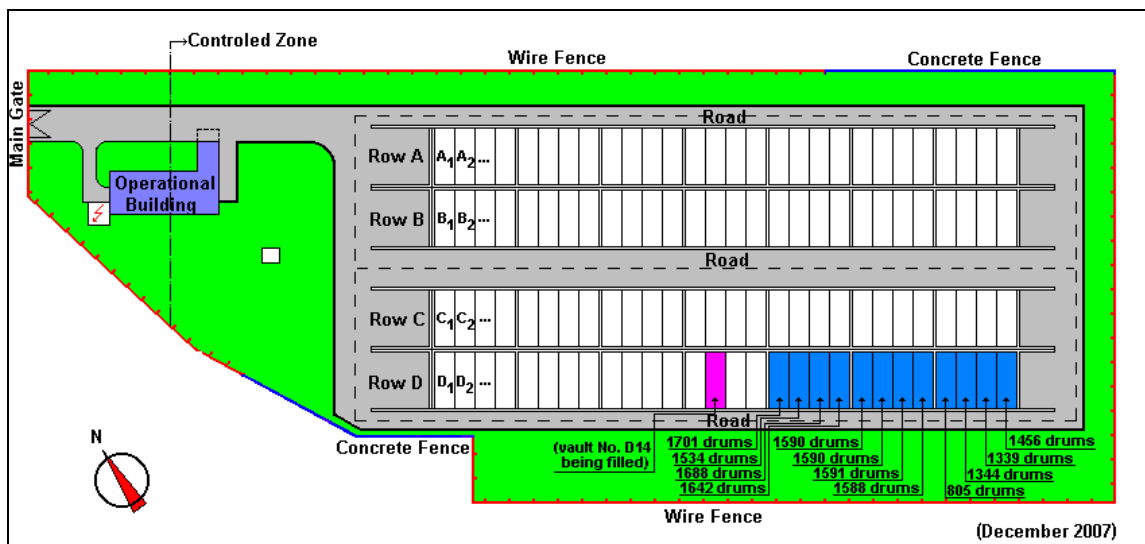 Controled Zone
Wire Fence
Concrete Fence
Main Gate
Road
Row A
A1 A2 ...
Operational
Building
Row B
B1 B2 ...
Road
Row C
C1 C2 ...
Row D
D1 D2 ...
Road
Concrete Fence
(vault No. D14
being filled)
1701 drums
1534 drums
1688 drums
1642 drums
1590 drums
1590 drums
1591 drums
1588 drums
1456 drums
1339 drums
1344 drums
805 drums
N
Wire Fence
(December 2007)